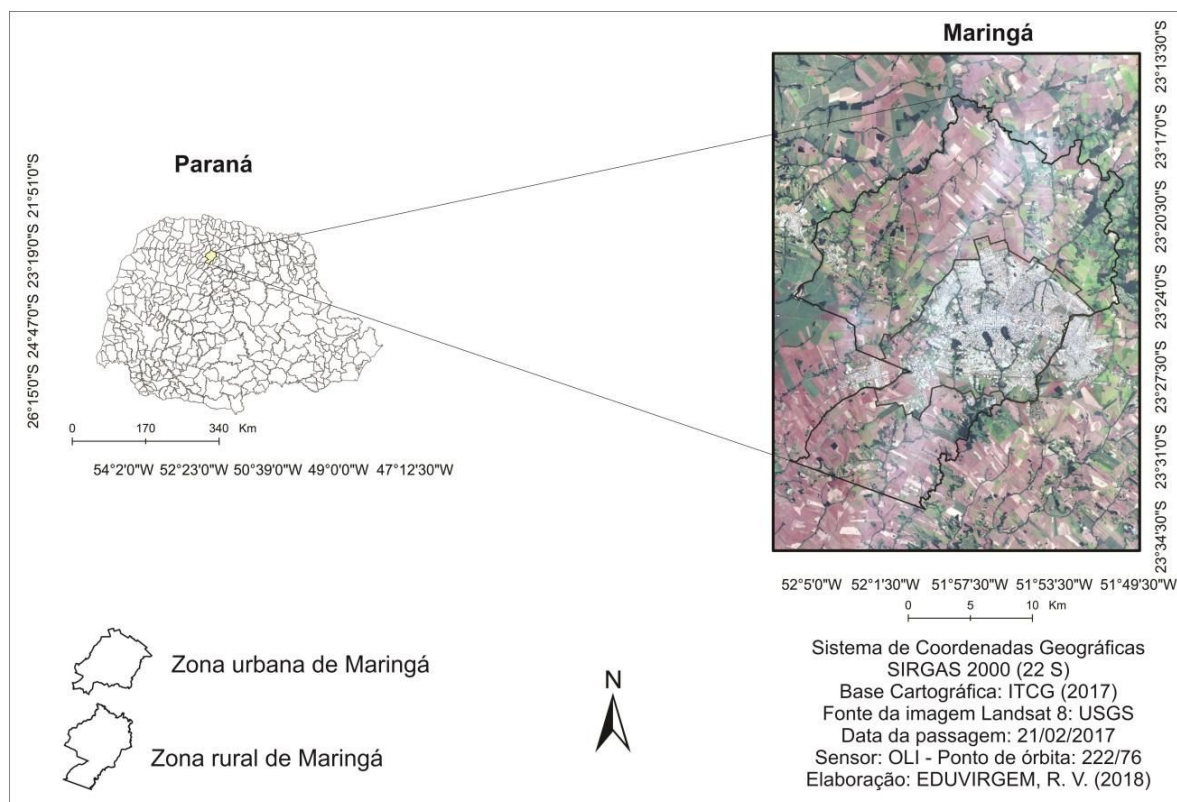 Maringá
Paraná
26°15'0"S 24°47'0"S 23°19'0"S 21°51'0"S
0 170 340 Km
54°2'0"W 52°23'0"W 50°39'0"W 49°0'0"W 47°12'30"W
23°13'30"S
23°17'0"S
23°20'30"S
23°24'0"S
23°27'30"S
23°31'0"S
23°34'30"S
52°5'0"W 52°1'30"W 51°57'30"W 51°53'30"W 51°49'30"W
0 5 10 Km
Zona urbana de Maringá
Zona rural de Maringá
N
Sistema de Coordenadas Geográficas
SIRGAS 2000 (22 S)
Base Cartográfica: ITCG (2017)
Fonte da imagem Landsat 8: USGS
Data da passagem: 21/02/2017
Sensor: OLI - Ponto de órbita: 222/76
Elaboração: EDUVIRGEM, R. V. (2018)